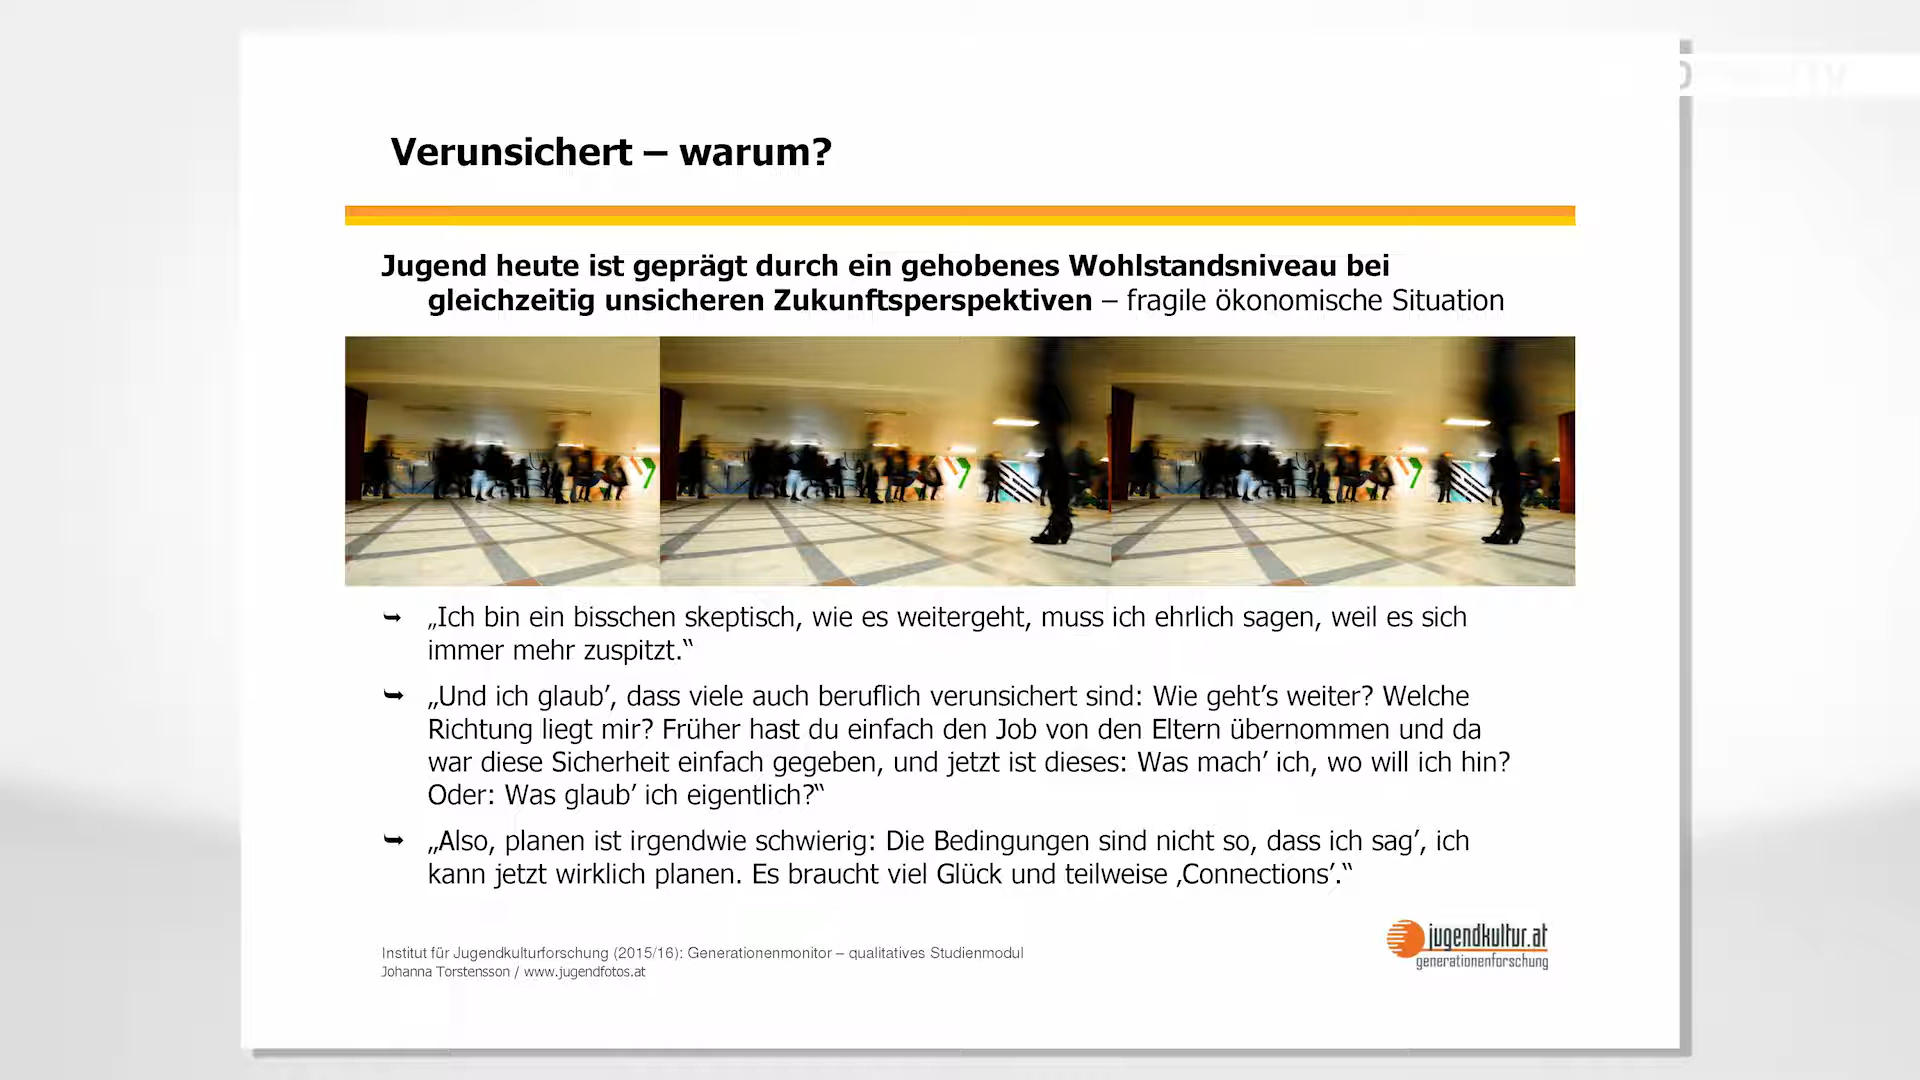 Verunsichert – warum?
Jugend heute ist geprägt durch ein gehobenes Wohlstandsniveau bei
gleichzeitig unsicheren Zukunftsperspektiven – fragile ökonomische Situation
„Ich bin ein bisschen skeptisch, wie es weitergeht, muss ich ehrlich sagen, weil es sich
immer mehr zuspitzt.“
„Und ich glaub’, dass viele auch beruflich verunsichert sind: Wie geht’s weiter? Welche
Richtung liegt mir? Früher hast du einfach den Job von den Eltern übernommen und da
war diese Sicherheit einfach gegeben, und jetzt ist dieses: Was mach’ ich, wo will ich hin?
Oder: Was glaub’ ich eigentlich?“
„Also, planen ist irgendwie schwierig: Die Bedingungen sind nicht so, dass ich sag’, ich
kann jetzt wirklich planen. Es braucht viel Glück und teilweise ‚Connections’.“
jugendkultur.at
generationenforschung
Institut für Jugendkulturforschung (2015/16): Generationenmonitor – qualitatives Studienmodul
Johanna Torstensson / www.jugendfotos.at